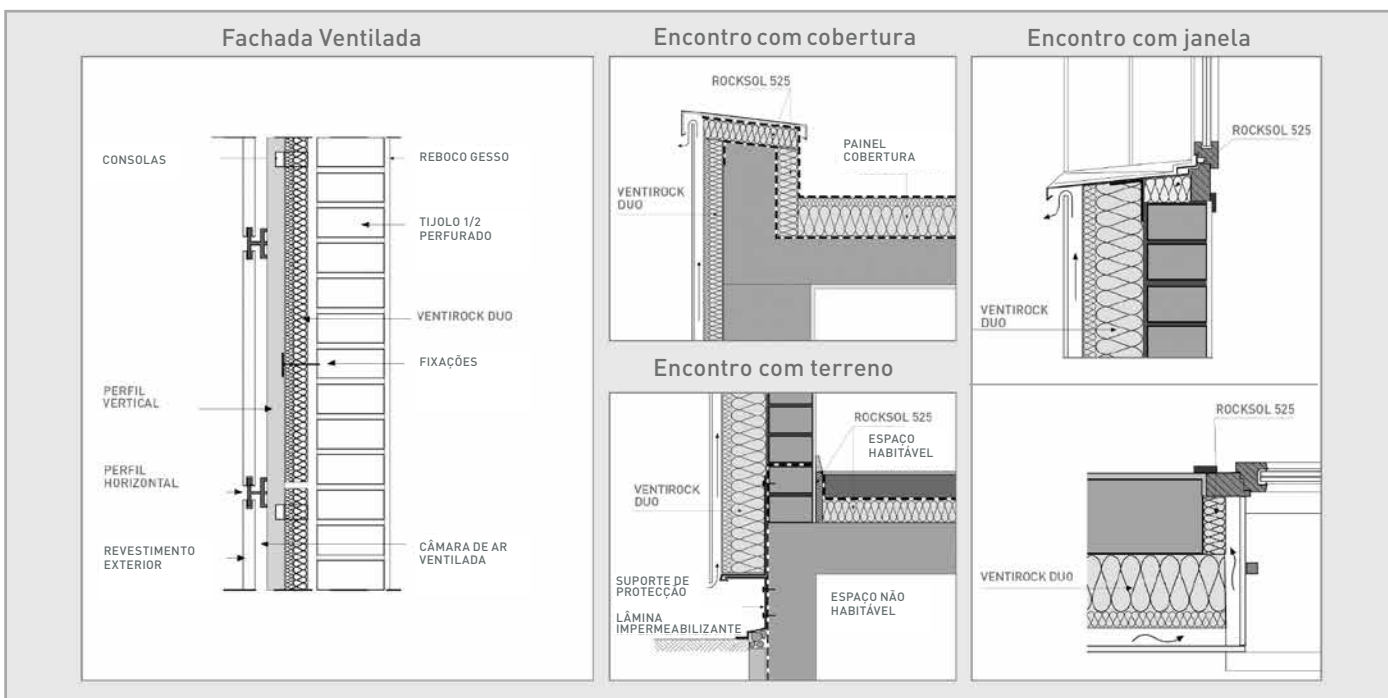 Fachada Ventilada
CONSOLAS
REBOCO GESSO
TIJOLO 1/2
PERFURADO
VENTIROCK DUO
FIXAÇÕES
PERFIL
VERTICAL
PERFIL
HORIZONTAL
REVESTIMENTO
EXTERIOR
CÂMARA DE AR
VENTILADA
Encontro com cobertura
ROCKSOL 525
PAINEL
COBERTURA
VENTIROCK
DUO
Encontro com terreno
ROCKSOL 525
ESPAÇO
HABITÁVEL
VENTIROCK
DUO
SUPORTE DE
PROTECÇÃO
LÂMINA
IMPERMEABILIZANTE
ESPAÇO NÃO
HABITÁVEL
Encontro com janela
ROCKSOL 525
VENTIROCK
DUO
ROCKSOL 525
VENTIROCK DUO